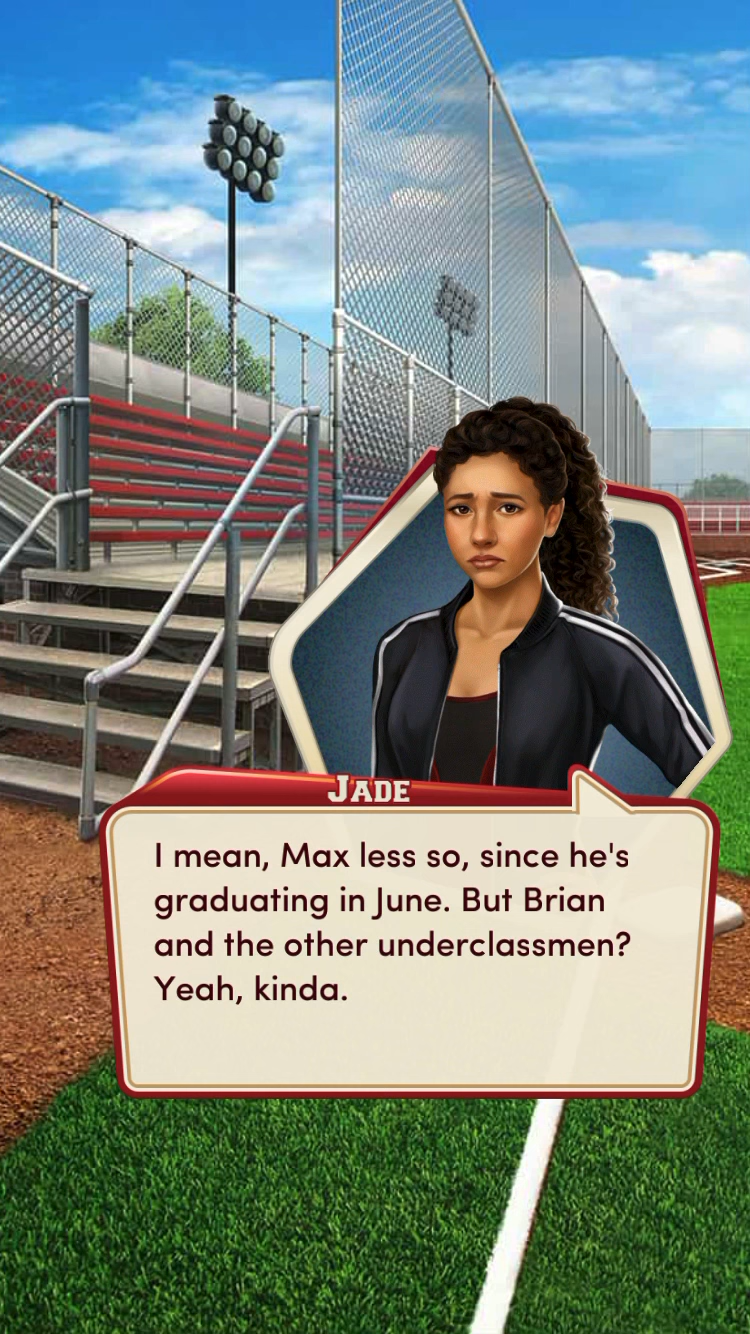 JADE
I mean, Max less so, since he's
graduating in June. But Brian
and the other underclassmen?
Yeah, kinda.